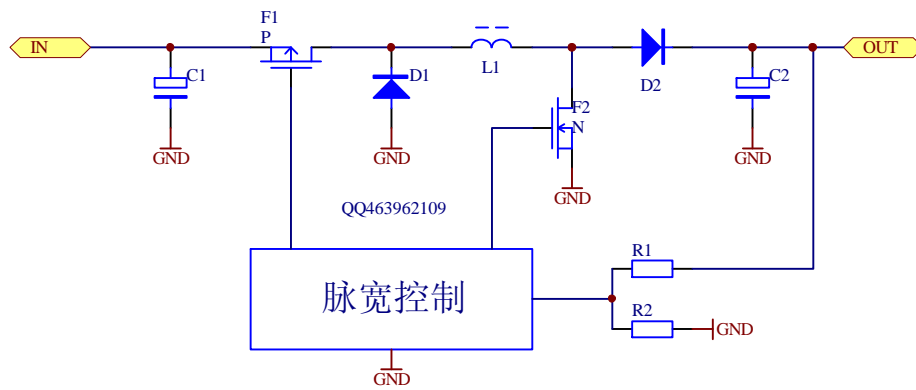 F1
P
IN
OUT
C1
D1
L1
D2
C2
F2
N
GND
GND
GND
GND
QQ463962109
脉宽控制
R1
R2
GND
GND